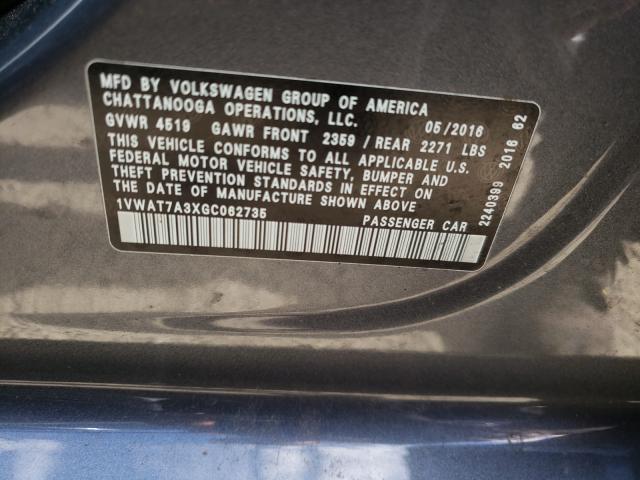 MFD BY VOLKSWAGEN GROUP OF AMERICA
CHATTANOOGA OPERATIONS, LLC. 05/2016
GVWR 4519 GAWR FRONT 2359 / REAR 2271 LBS
THIS VEHICLE CONFORMS TO ALL APPLICABLE U.S.
FEDERAL MOTOR VEHICLE SAFETY, BUMPER AND
THEFT PREVENTION STANDARDS IN EFFECT ON
THE DATE OF MANUFACTURE SHOWN ABOVE
1VWAT7A3XGC062735 PASSENGER CAR
2240399 2016 62